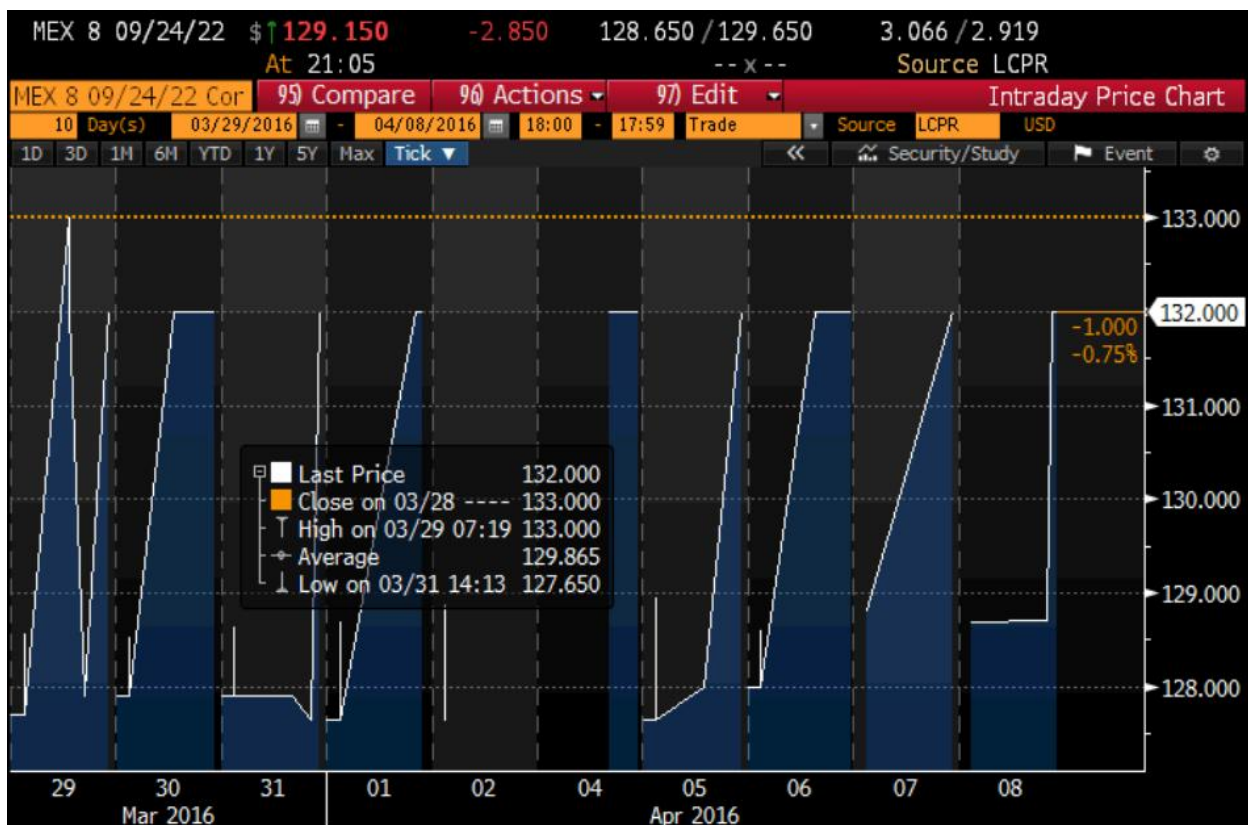 MEX 8 09/24/22 $↑129.150 -2.850 128.650/129.650 3.066/2.919
At 21:05 --x-- Source LCPR
MEX 8 09/24/22 Cor 95) Compare 96) Actions 97) Edit Intraday Price Chart
10 Day(s) 03/29/2016 - 04/08/2016 18:00 - 17:59 Trade Source LCPR USD
1D 3D 1M 6M YTD 1Y 5Y Max Tick ▼ « Security/Study Event
133.000
132.000
-1.000
-0.75%
131.000
Last Price 132.000
Close on 03/28 ---- 133.000
High on 03/29 07:19 133.000
Average 129.865
Low on 03/31 14:13 127.650
130.000
129.000
128.000
29 30 31 01 02 04 05 06 07 08
Mar 2016 Apr 2016